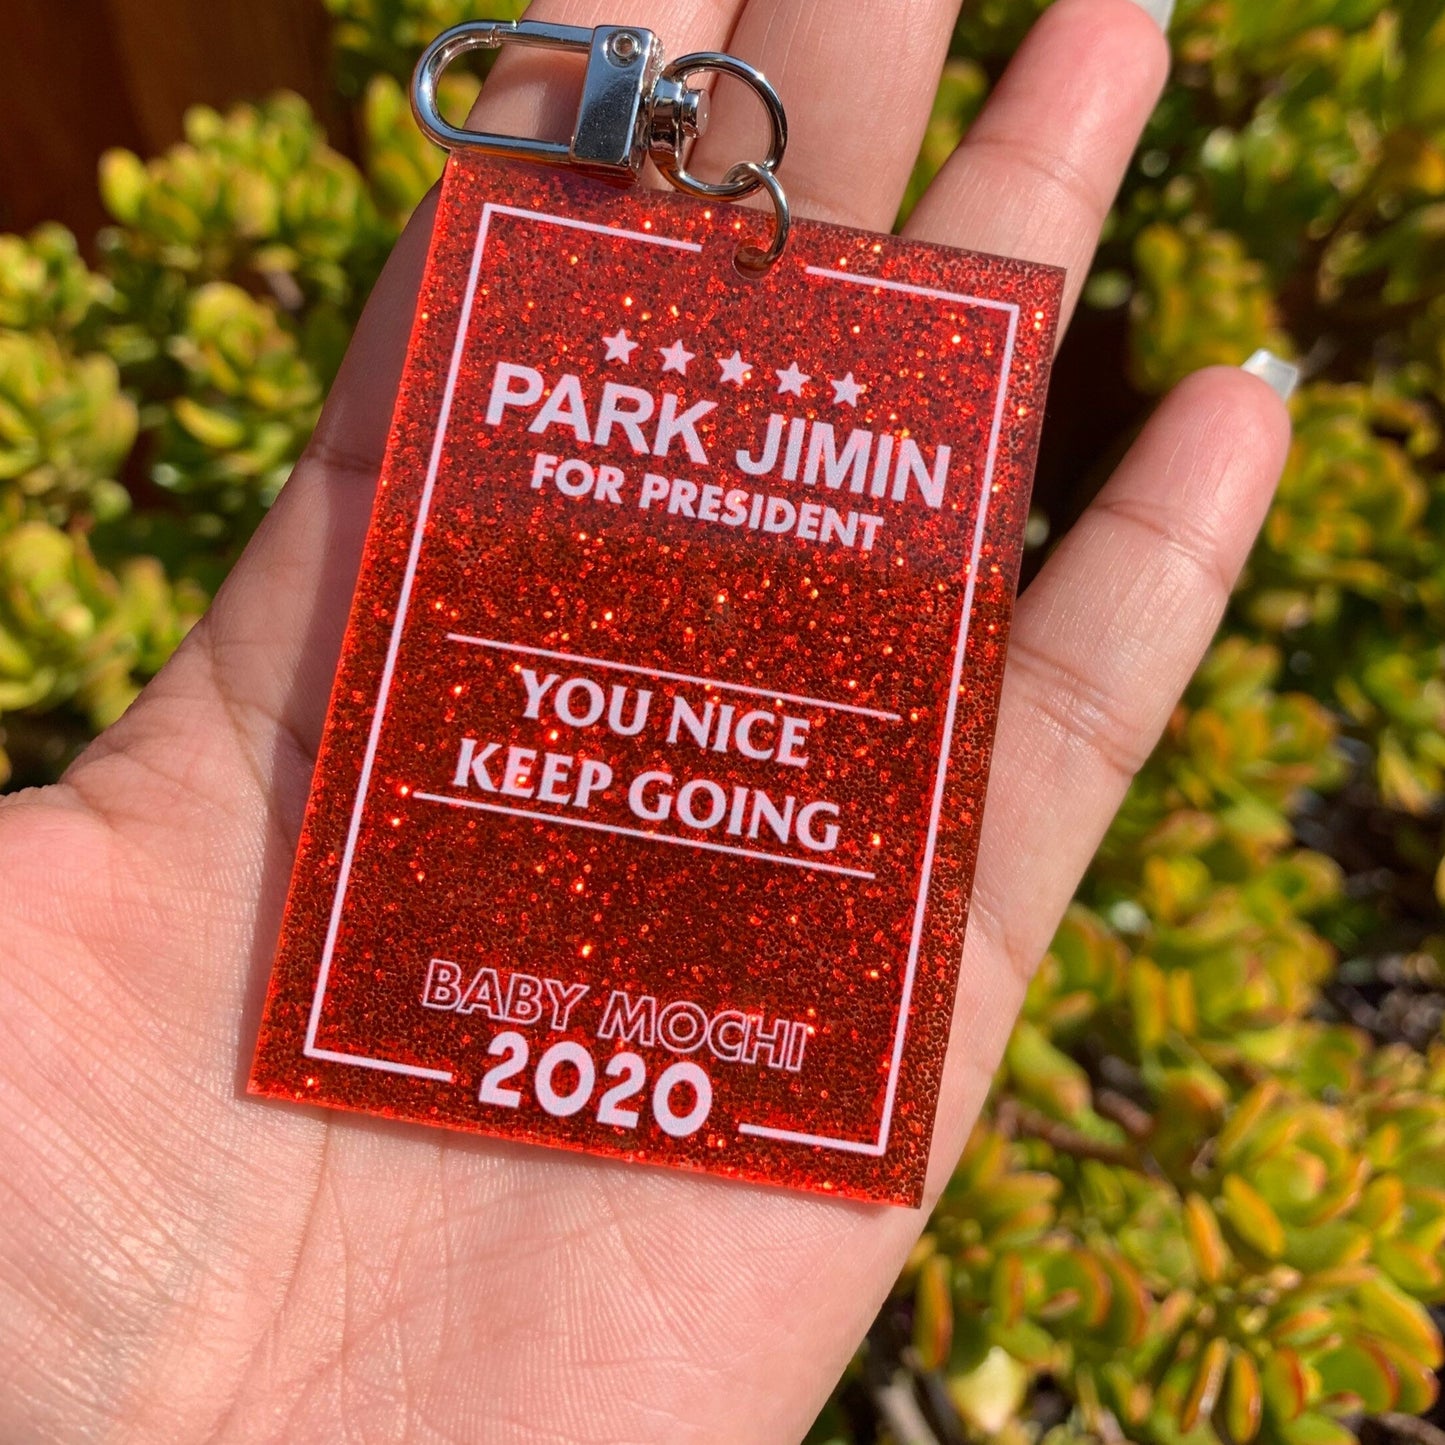 PARK JIMIN
FOR PRESIDENT
YOU NICE
KEEP GOING
BABY MOCHI
2020